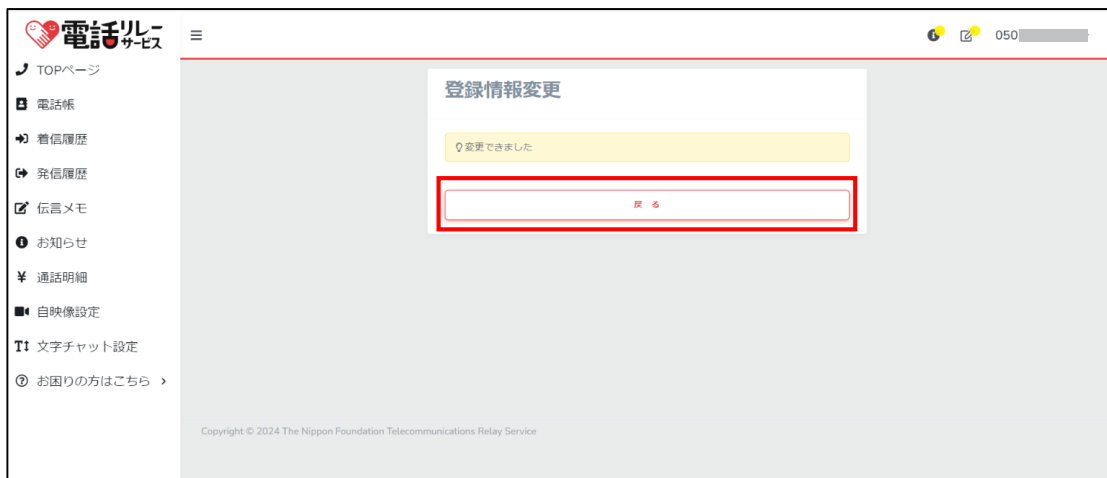 電話リレーサービス
050
TOPページ
電話帳
着信履歴
発信履歴
伝言メモ
お知らせ
通話明細
自映像設定
文字チャット設定
お困りの方はこちら
登録情報変更
変更できました
戻 る
Copyright © 2024 The Nippon Foundation Telecommunications Relay Service